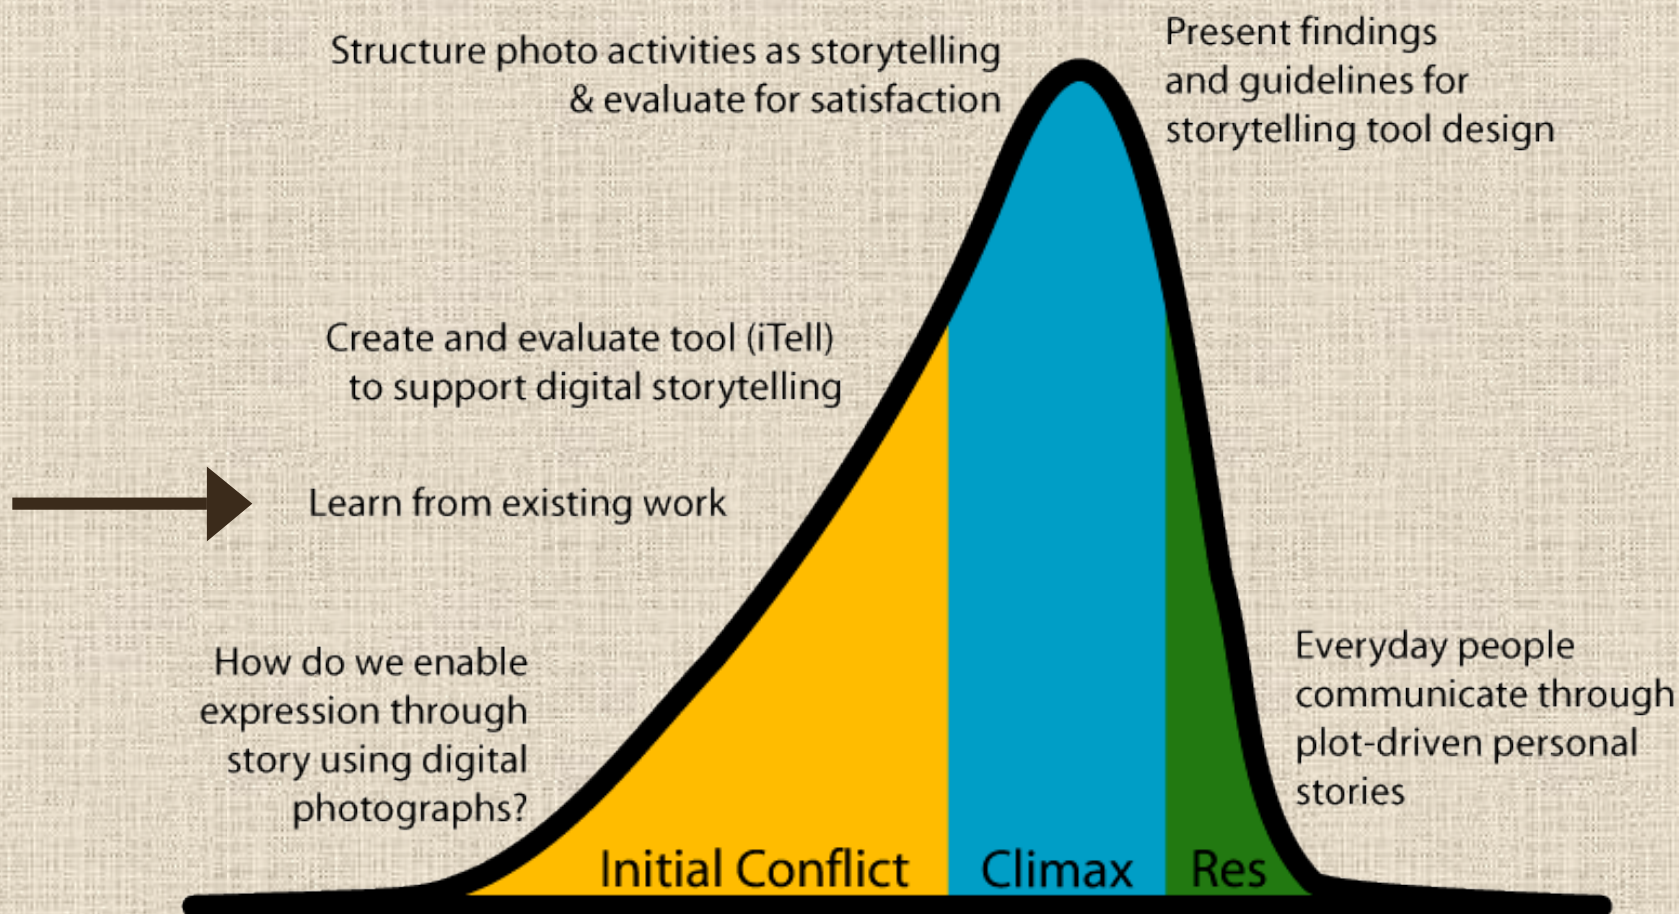 Structure photo activities as storytelling
& evaluate for satisfaction
Present findings
and guidelines for
storytelling tool design
Create and evaluate tool (iTell)
to support digital storytelling
Learn from existing work
How do we enable
expression through
story using digital
photographs?
Everyday people
communicate through
plot-driven personal
stories
Initial Conflict
Climax
Res